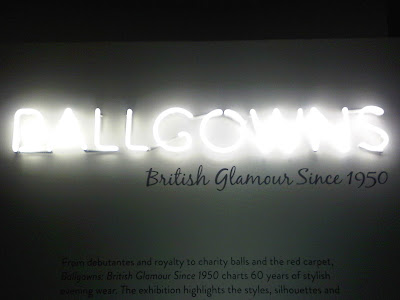 BALLGOWNS
British Glamour Since 1950
From debutantes and royalty to charity balls and the red carpet,
Ballgowns: British Glamour Since 1950 charts 60 years of stylish
evening wear. The exhibition highlights the styles, silhouettes and